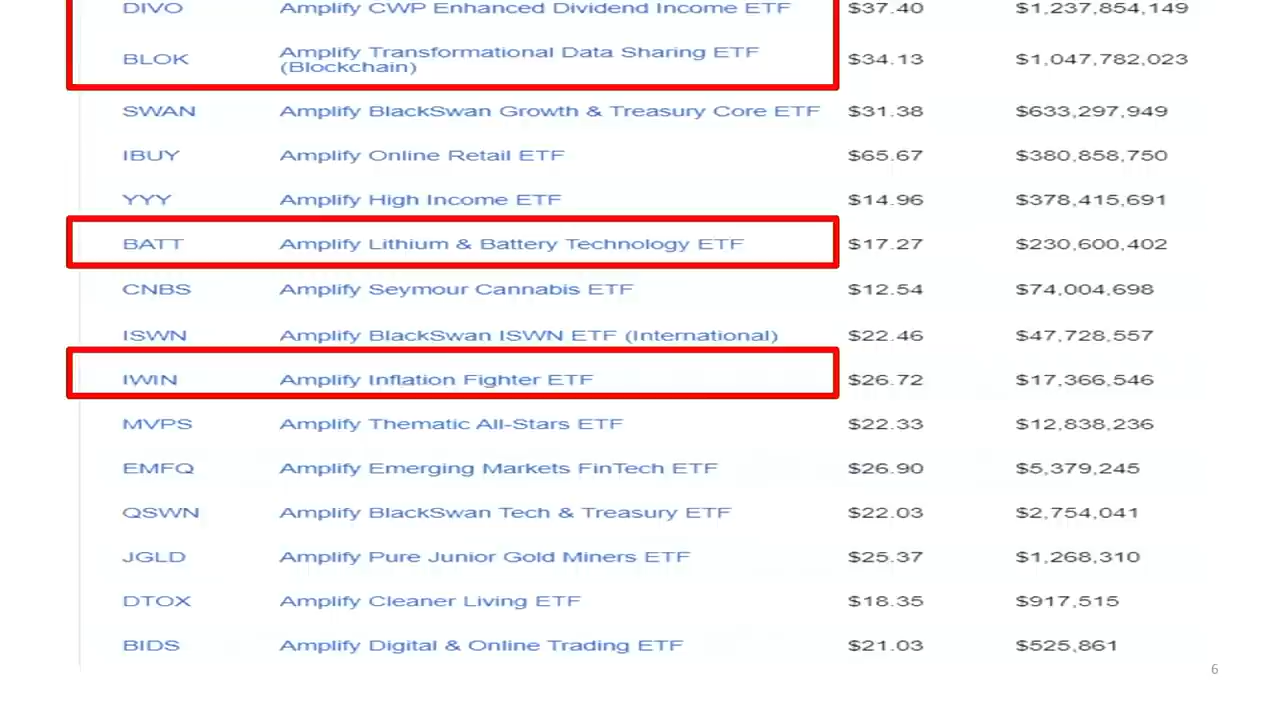 DIVO Amplify CWP Enhanced Dividend Income ETF $37.40 $1,237,854,149
BLOK Amplify Transformational Data Sharing ETF (Blockchain) $34.13 $1,047,782,023
SWAN Amplify BlackSwan Growth & Treasury Core ETF $31.38 $633,297,949
IBUY Amplify Online Retail ETF $65.67 $380,858,750
YYY Amplify High Income ETF $14.96 $378,415,691
BATT Amplify Lithium & Battery Technology ETF $17.27 $230,600,402
CNBS Amplify Seymour Cannabis ETF $12.54 $74,004,698
ISWN Amplify BlackSwan ISWN ETF (International) $22.46 $47,728,557
IWIN Amplify Inflation Fighter ETF $26.72 $17,366,546
MVPS Amplify Thematic All-Stars ETF $22.33 $12,838,236
EMFQ Amplify Emerging Markets FinTech ETF $26.90 $5,379,245
QSWN Amplify BlackSwan Tech & Treasury ETF $22.03 $2,754,041
JGLD Amplify Pure Junior Gold Miners ETF $25.37 $1,268,310
DTOX Amplify Cleaner Living ETF $18.35 $917,515
BIDS Amplify Digital & Online Trading ETF $21.03 $525,861
6